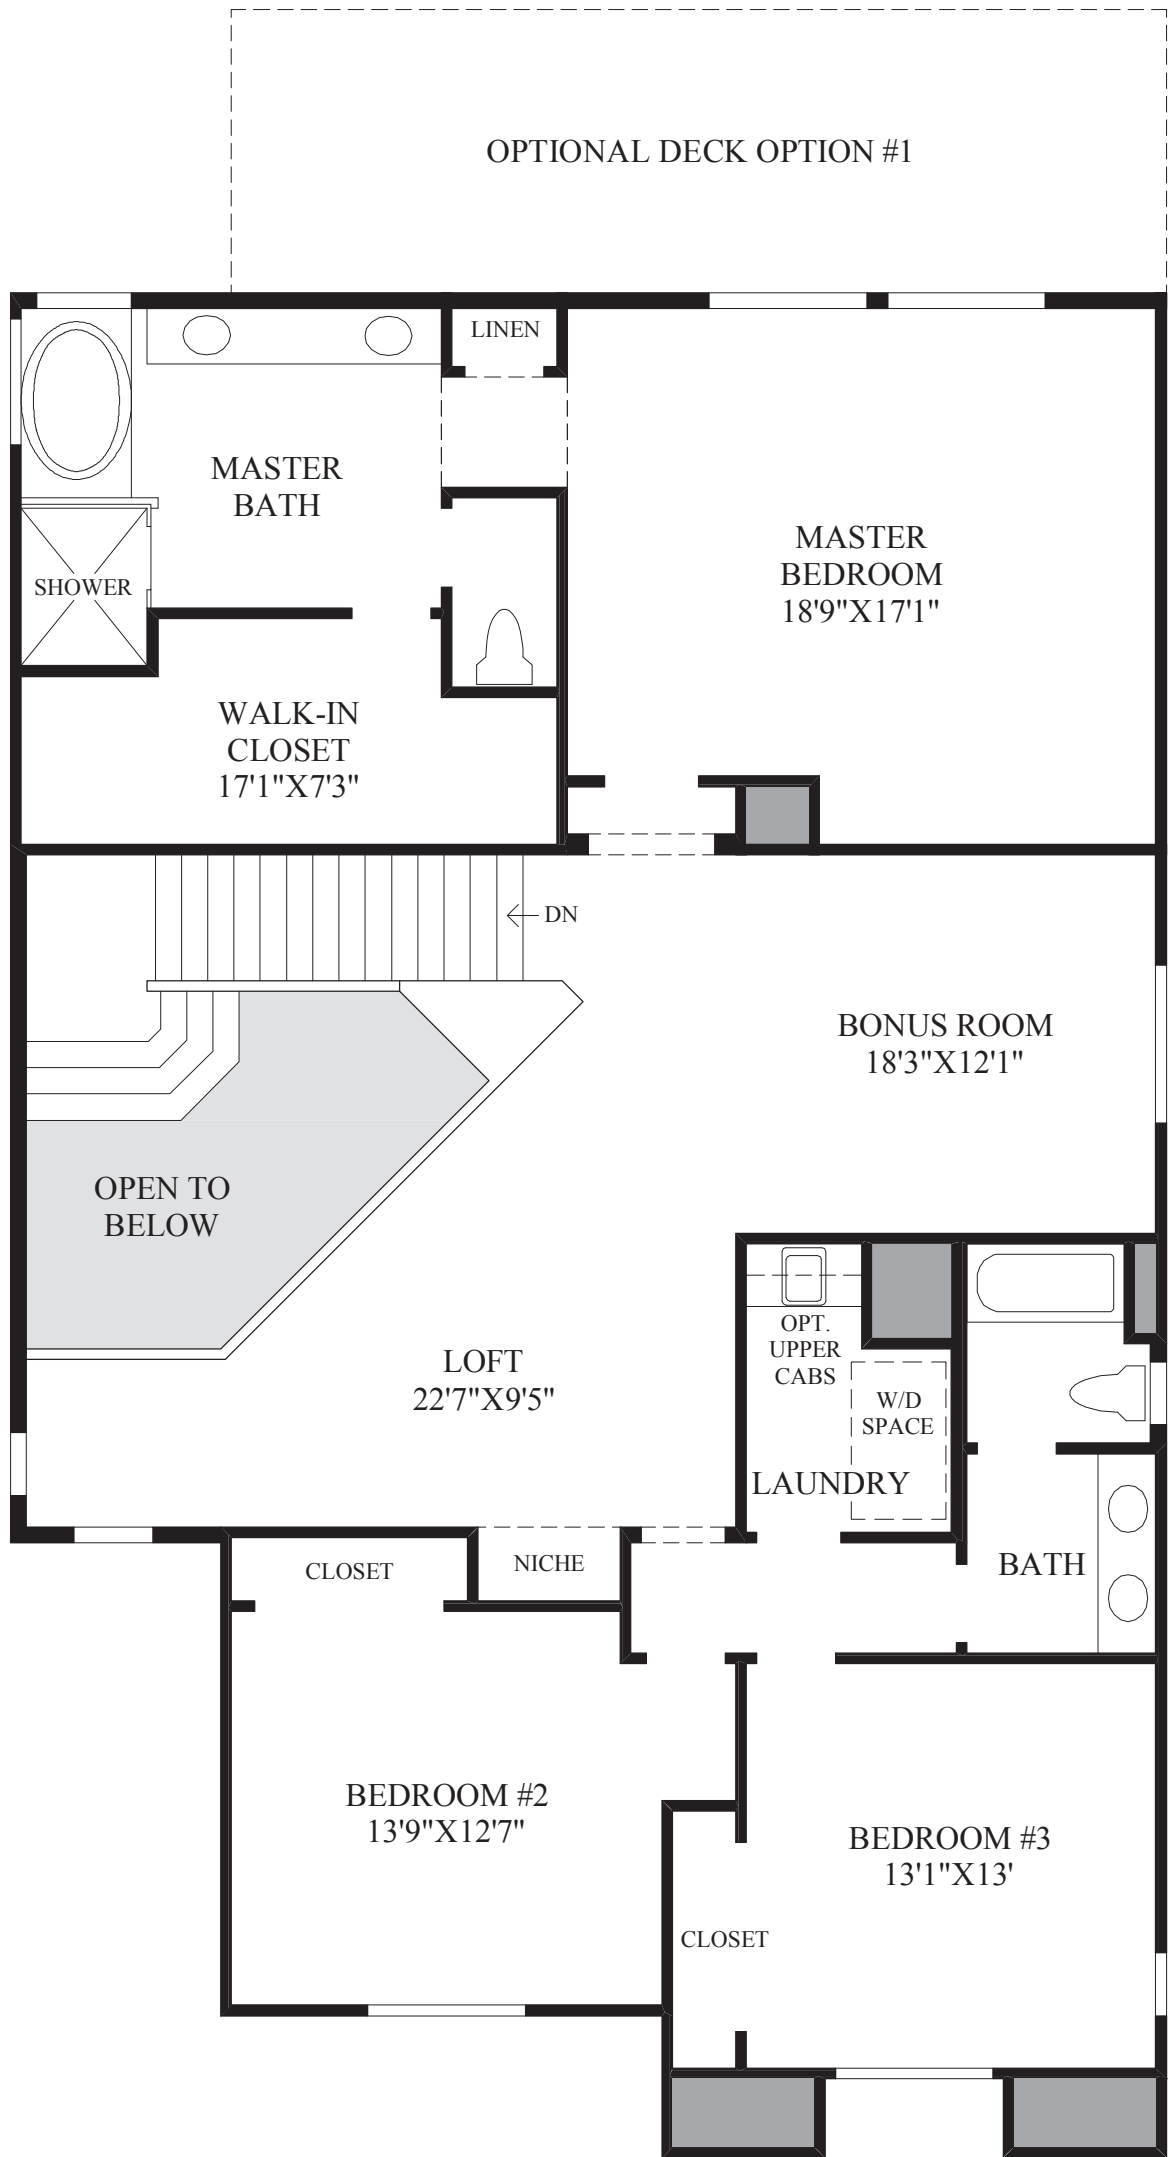 OPTIONAL DECK OPTION #1
LINEN
MASTER
BATH
SHOWER
MASTER
BEDROOM
18'9"X17'1"
WALK-IN
CLOSET
17'1"X7'3"
DN
BONUS ROOM
18'3"X12'1"
OPEN TO
BELOW
LOFT
22'7"X9'5"
OPT.
UPPER
CABS
W/D
SPACE
LAUNDRY
BATH
CLOSET
NICHE
BEDROOM #2
13'9"X12'7"
BEDROOM #3
13'1"X13'
CLOSET